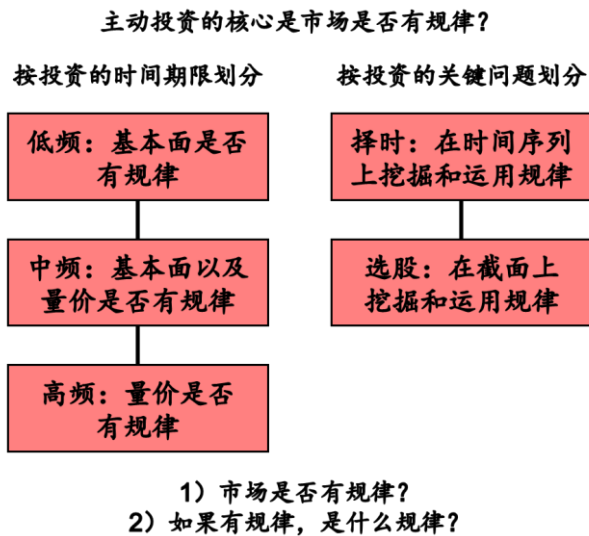 主动投资的核心是市场是否有规律？
按投资的时间期限划分
低频：基本面是否
有规律
中频：基本面以及
量价是否有规律
高频：量价是否
有规律
按投资的关键问题划分
择时：在时间序列
上挖掘和运用规律
选股：在截面上
挖掘和运用规律
1）市场是否有规律？
2）如果有规律，是什么规律？